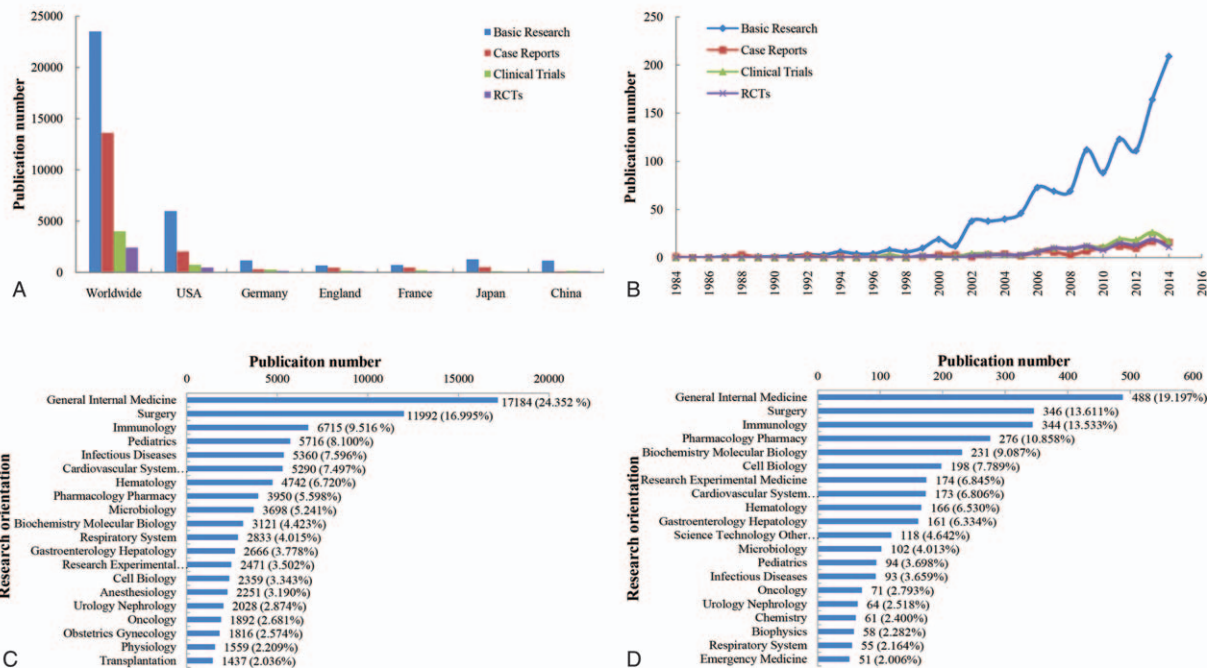 25000
20000
15000
10000
5000
0
Publication number
Basic Research
Case Reports
Clinical Trials
RCTs
Worldwide USA Germany England France Japan China
A
250
200
150
100
50
0
Publication number
Basic Research
Case Reports
Clinical Trials
RCTs
1984 1986 1988 1990 1992 1994 1996 1998 2000 2002 2004 2006 2008 2010 2012 2014 2016
B
Publicaiton number
0 5000 10000 15000 20000
Research orientation
General Internal Medicine 17184 (24.352 %)
Surgery 11992 (16.995%)
Immunology 6715 (9.516 %)
Pediatrics 5716 (8.100%)
Infectious Diseases 5360 (7.596%)
Cardiovascular System… 5290 (7.497%)
Hematology 4742 (6.720%)
Pharmacology Pharmacy 3950 (5.598%)
Microbiology 3698 (5.241%)
Biochemistry Molecular Biology 3121 (4.423%)
Respiratory System 2833 (4.015%)
Gastroenterology Hepatology 2666 (3.778%)
Research Experimental… 2471 (3.502%)
Cell Biology 2359 (3.343%)
Anesthesiology 2251 (3.190%)
Urology Nephrology 2028 (2.874%)
Oncology 1892 (2.681%)
Obstetrics Gynecology 1816 (2.574%)
Physiology 1559 (2.209%)
Transplantation 1437 (2.036%)
C
Publication number
0 100 200 300 400 500 600
Research orientation
General Internal Medicine 488 (19.197%)
Surgery 346 (13.611%)
Immunology 344 (13.533%)
Pharmacology Pharmacy 276 (10.858%)
Biochemistry Molecular Biology 231 (9.087%)
Cell Biology 198 (7.789%)
Research Experimental Medicine 174 (6.845%)
Cardiovascular System… 173 (6.806%)
Hematology 166 (6.530%)
Gastroenterology Hepatology 161 (6.334%)
Science Technology Other… 118 (4.642%)
Microbiology 102 (4.013%)
Pediatrics 94 (3.698%)
Infectious Diseases 93 (3.659%)
Oncology 71 (2.793%)
Urology Nephrology 64 (2.518%)
Chemistry 61 (2.400%)
Biophysics 58 (2.282%)
Respiratory System 55 (2.164%)
Emergency Medicine 51 (2.006%)
D